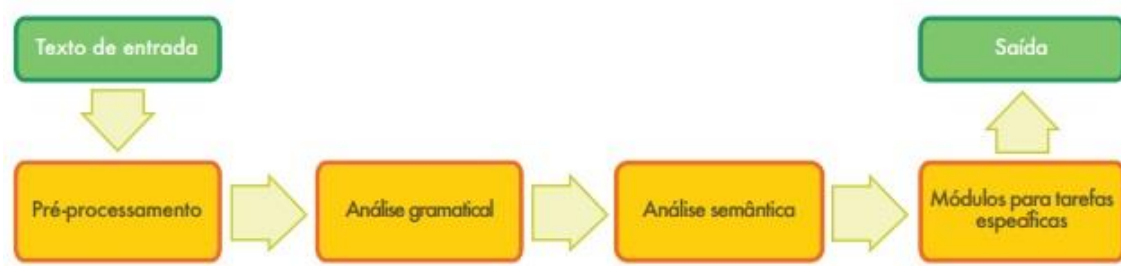 Texto de entrada
Saída
Pré-processamento
Análise gramatical
Análise semântica
Módulos para tarefas
específicas